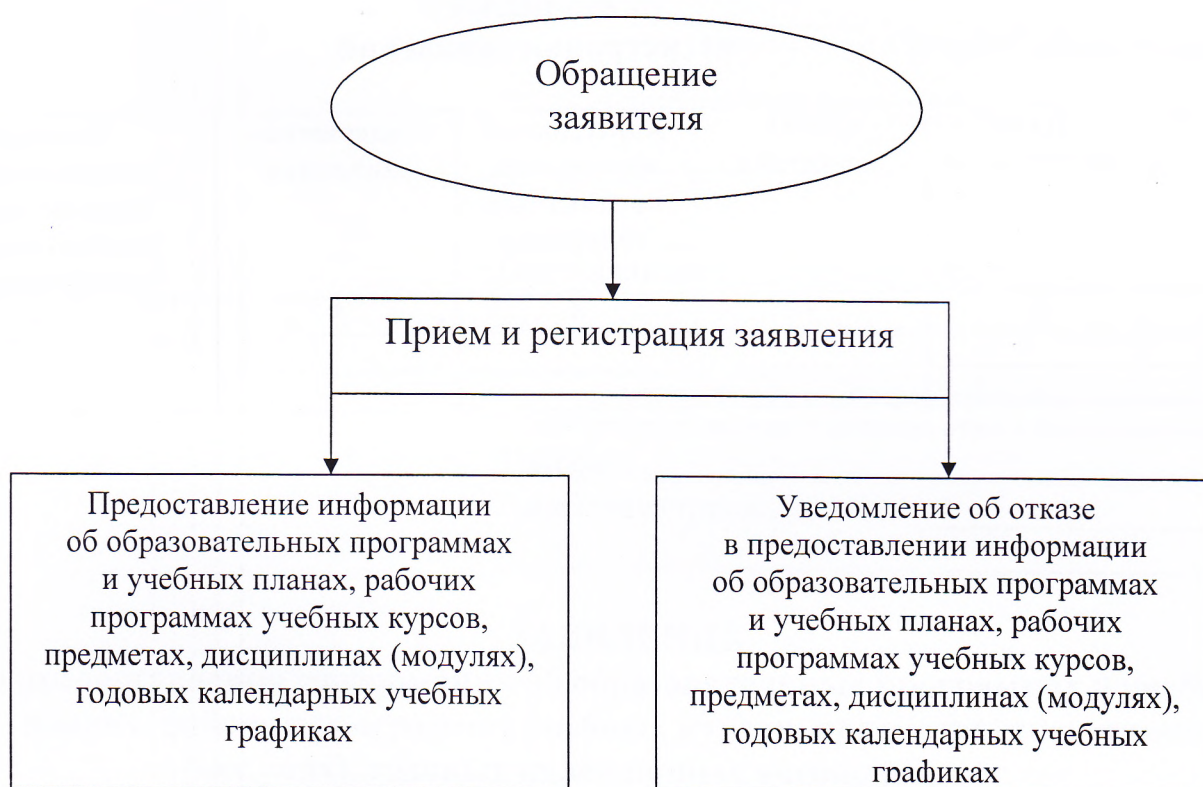 Обращение
заявителя
Прием и регистрация заявления
Предоставление информации
об образовательных программах
и учебных планах, рабочих
программах учебных курсов,
предметах, дисциплинах (модулях),
годовых календарных учебных
графиках
Уведомление об отказе
в предоставлении информации
об образовательных программах
и учебных планах, рабочих
программах учебных курсов,
предметах, дисциплинах (модулях),
годовых календарных учебных
графиках